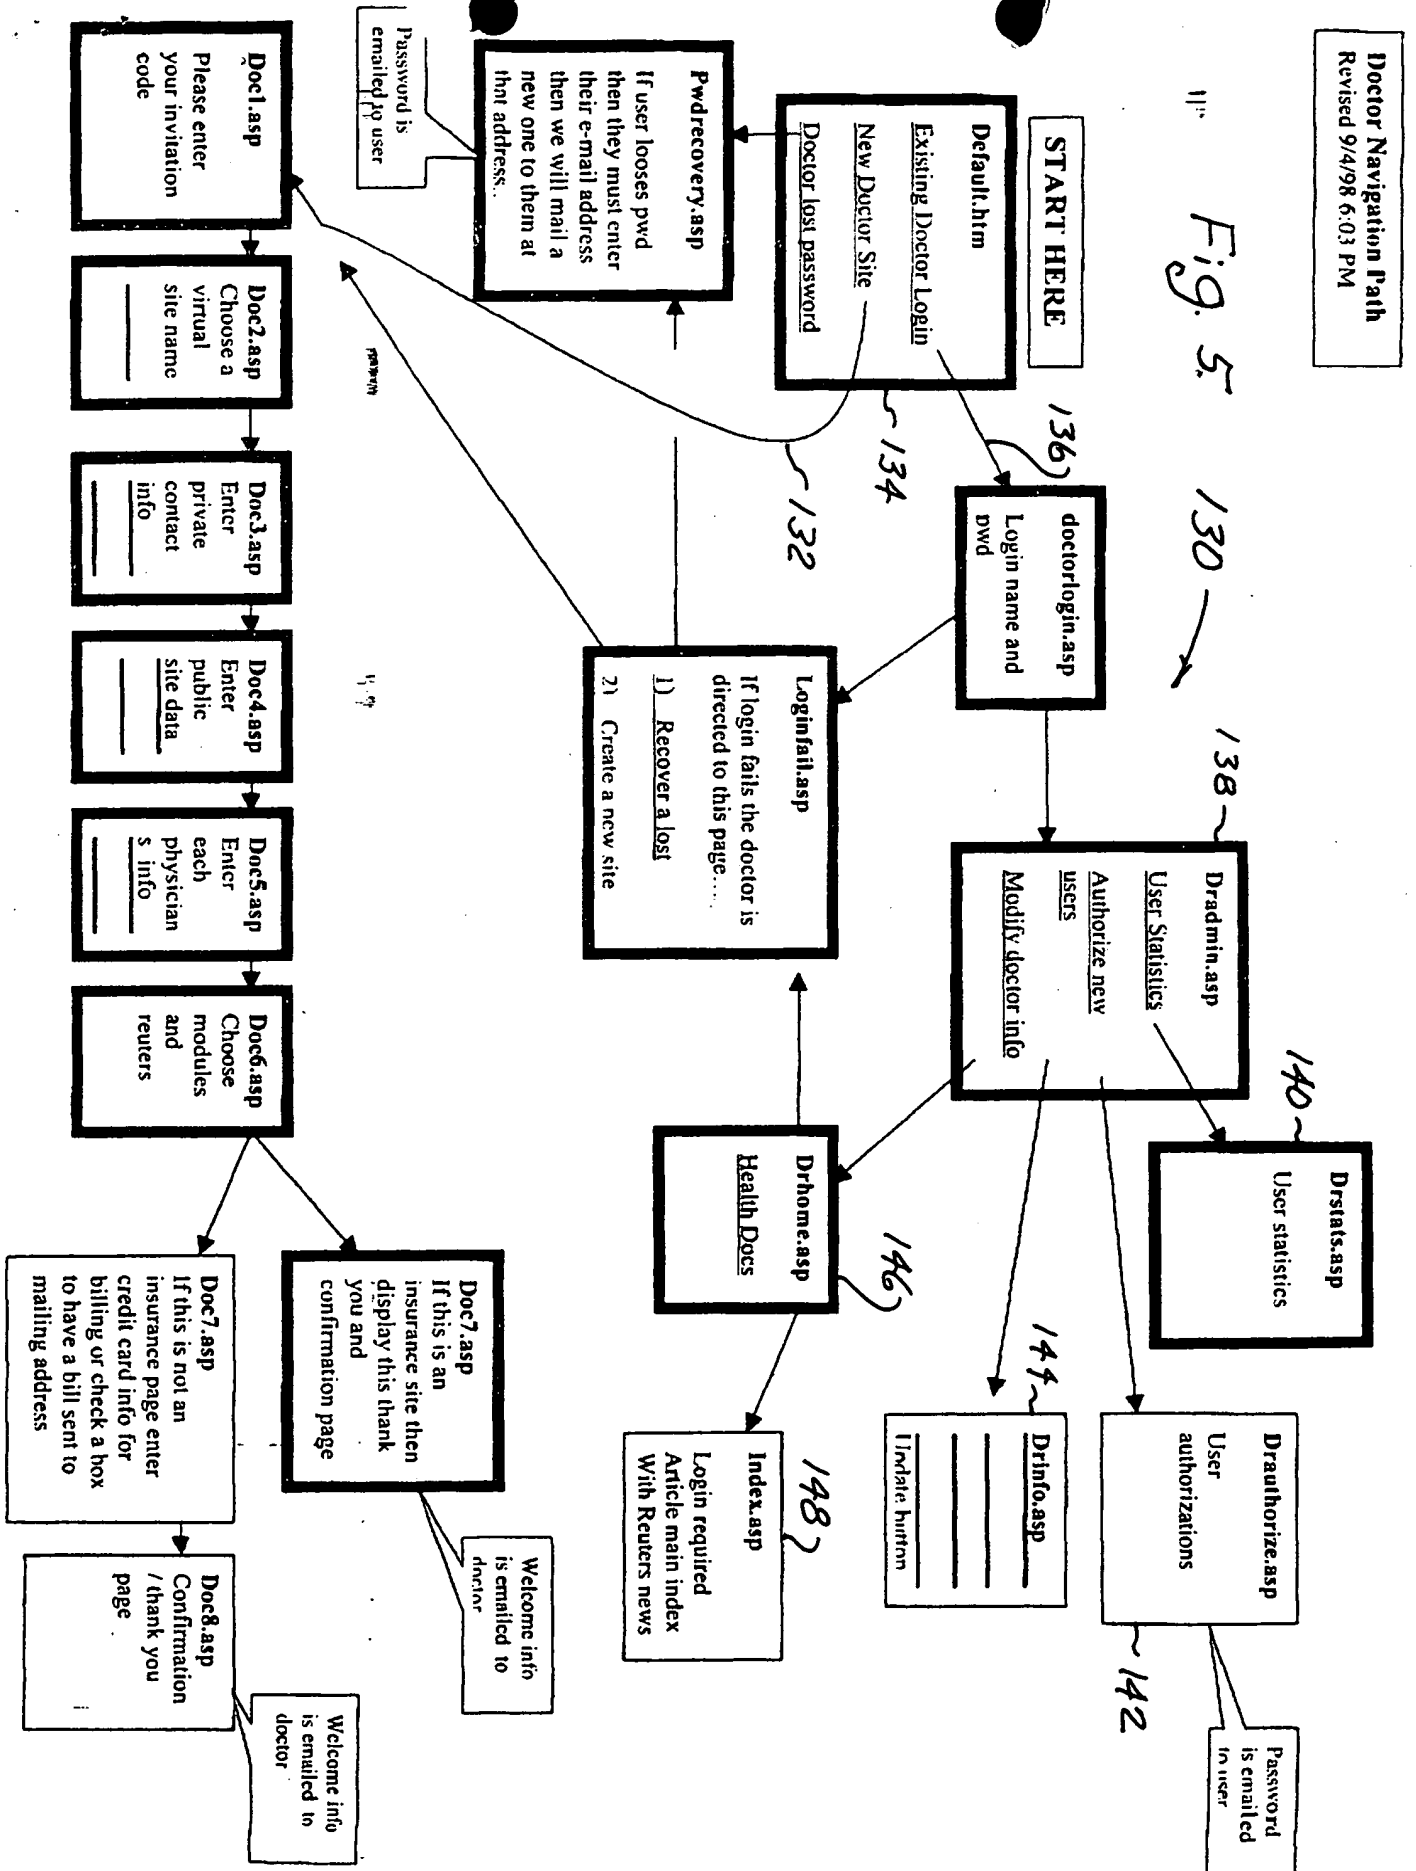 Doctor Navigation Path
Revised 9/4/98 6:03 PM
Fig. 5.
130
START HERE
Default.htm
Existing Doctor Login
New Doctor Site
Doctor lost password
134
132
136
doctorlogin.asp
Login name and
pwd
138
Dradmin.asp
User Statistics
Authorize new
users
Modify doctor info
140
Drstats.asp
User statistics
Drauthorize.asp
User
authorizations
142
Password
is emailed
to user
144
Drinfo.asp
Update button
Pwdrecovery.asp
If user looses pwd
then they must enter
their e-mail address
then we will mail a
new one to them at
that address..
Password is
emailed to user
Loginfail.asp
If login fails the doctor is
directed to this page....
1) Recover a lost
2) Create a new site
146
Drhome.asp
Health Docs
148
Index.asp
Login required
Article main index
With Reuters news
Doc1.asp
Please enter
your invitation
code
Doc2.asp
Choose a
virtual
site name
Doc3.asp
Enter
private
contact
info
Doc4.asp
Enter
public
site data
Doc5.asp
Enter
each
physician
s info
Doc6.asp
Choose
modules
and
reuters
Doc7.asp
If this is an
insurance site then
display this thank
you and
confirmation page
Welcome info
is emailed to
doctor
Doc7.asp
If this is not an
insurance page enter
credit card info for
billing or check a box
to have a bill sent to
mailing address
Doc8.asp
Confirmation
/ thank you
page
Welcome info
is emailed to
doctor